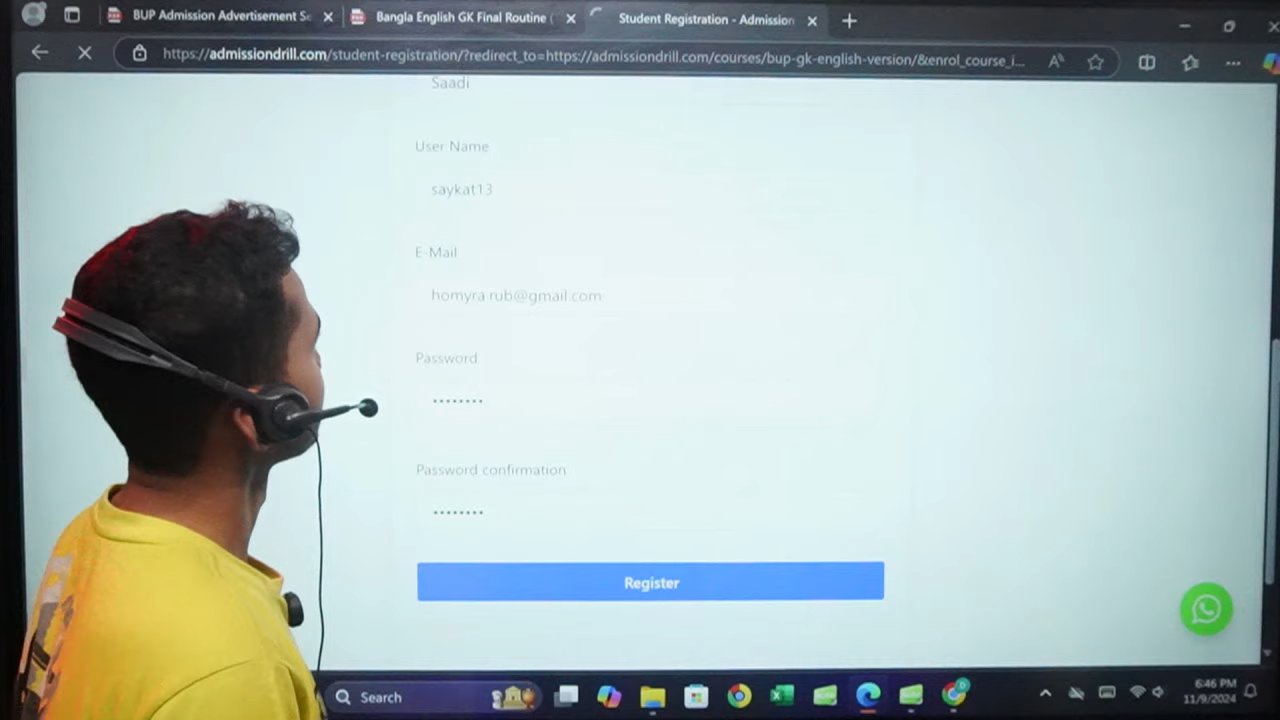 BUP Admission Advertisement Se
Bangla English GK Final Routine (
Student Registration - Admission
https://admissiondrill.com/student-registration/?redirect_to=https://admissiondrill.com/courses/bup-gk-english-version/&enrol_course_i...
Saadi
User Name
saykat13
E-Mail
homyra.rub@gmail.com
Password
••••••••
Password confirmation
••••••••
Register
Search
6:46 PM
11/9/2024